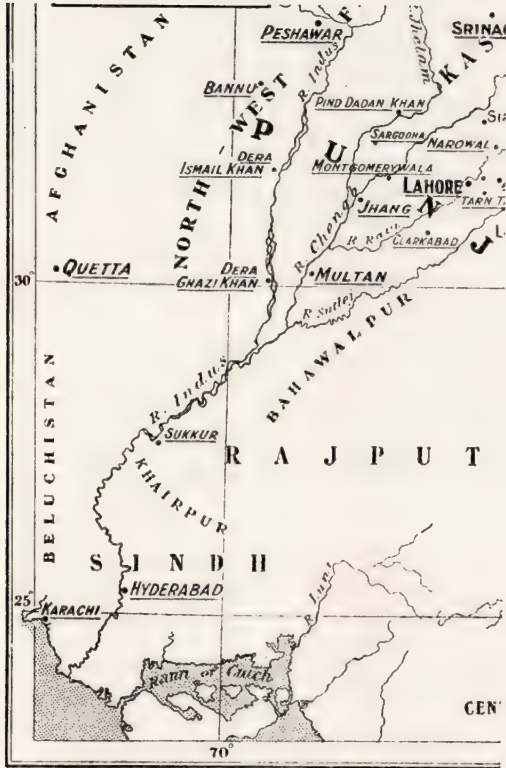 PESHAWAR
SRINAG
AFGHANISTAN
R. Indus
Jhalam
KAS
BANNU
NORTH-WEST
PIND DADAN KHAN
P U N J
SARGODHA
NAROWAL
DERA
ISMAIL KHAN
MONTGOMERYWALA
LAHORE
TARN T
JHANG
R. Chenab
R. Ravi
CLARKABAD
QUETTA
30°
DERA
GHAZI KHAN
MULTAN
R. Sutlej
BAHAWALPUR
BELUCHISTAN
R. Indus
SUKKUR
RAJPUT
KHAIRPUR
SINDH
HYDERABAD
25°
KARACHI
R. Luni
Rann of Cutch
CEN
70°